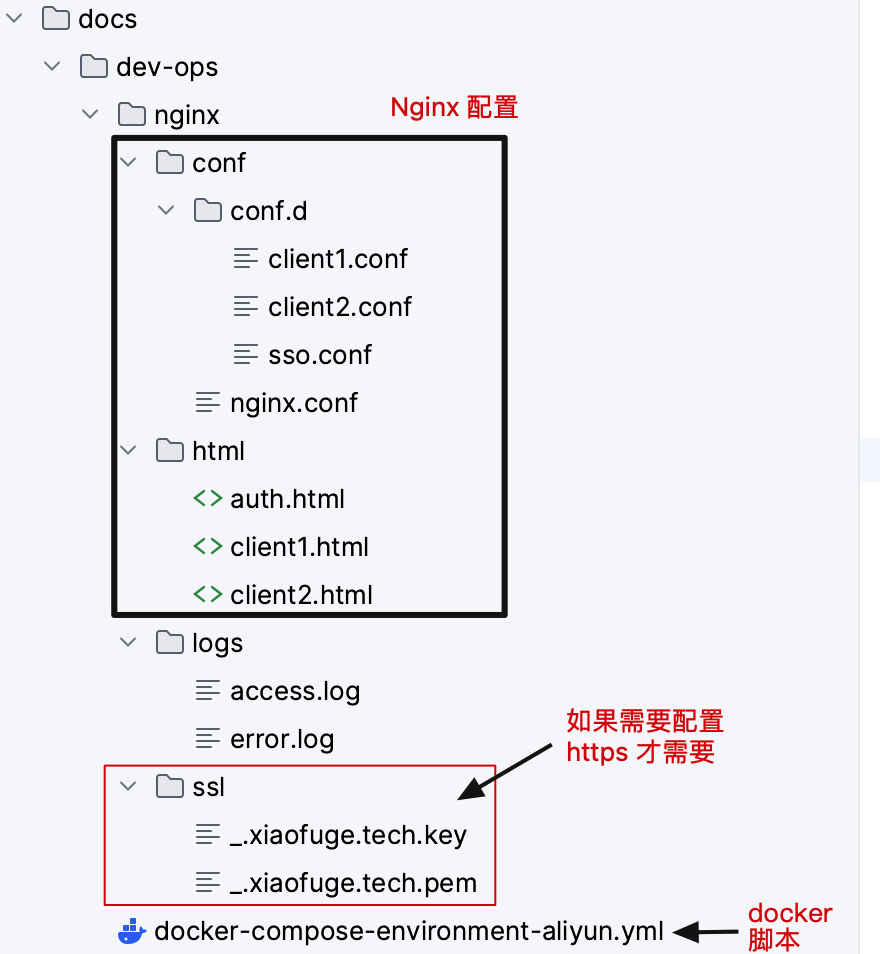 docs
dev-ops
nginx
Nginx 配置
conf
conf.d
client1.conf
client2.conf
sso.conf
nginx.conf
html
auth.html
client1.html
client2.html
logs
access.log
error.log
如果需要配置
https 才需要
ssl
_.xiaofuge.tech.key
_.xiaofuge.tech.pem
docker-compose-environment-aliyun.yml
docker
脚本